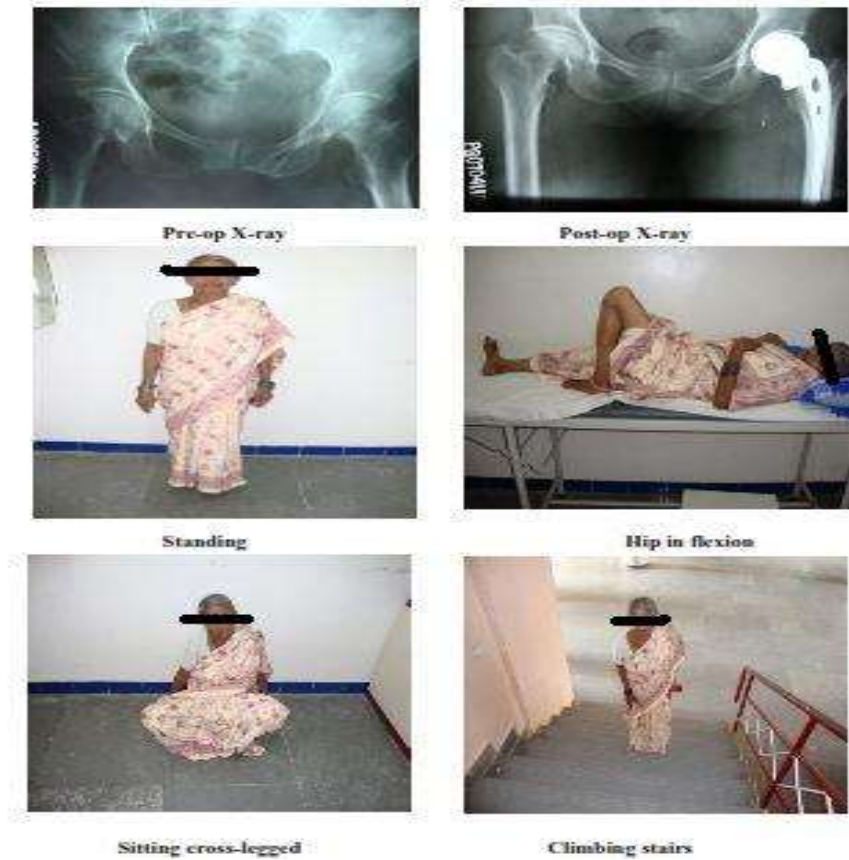 Pre-op X-ray
Post-op X-ray
Standing
Hip in flexion
Sitting cross-legged
Climbing stairs